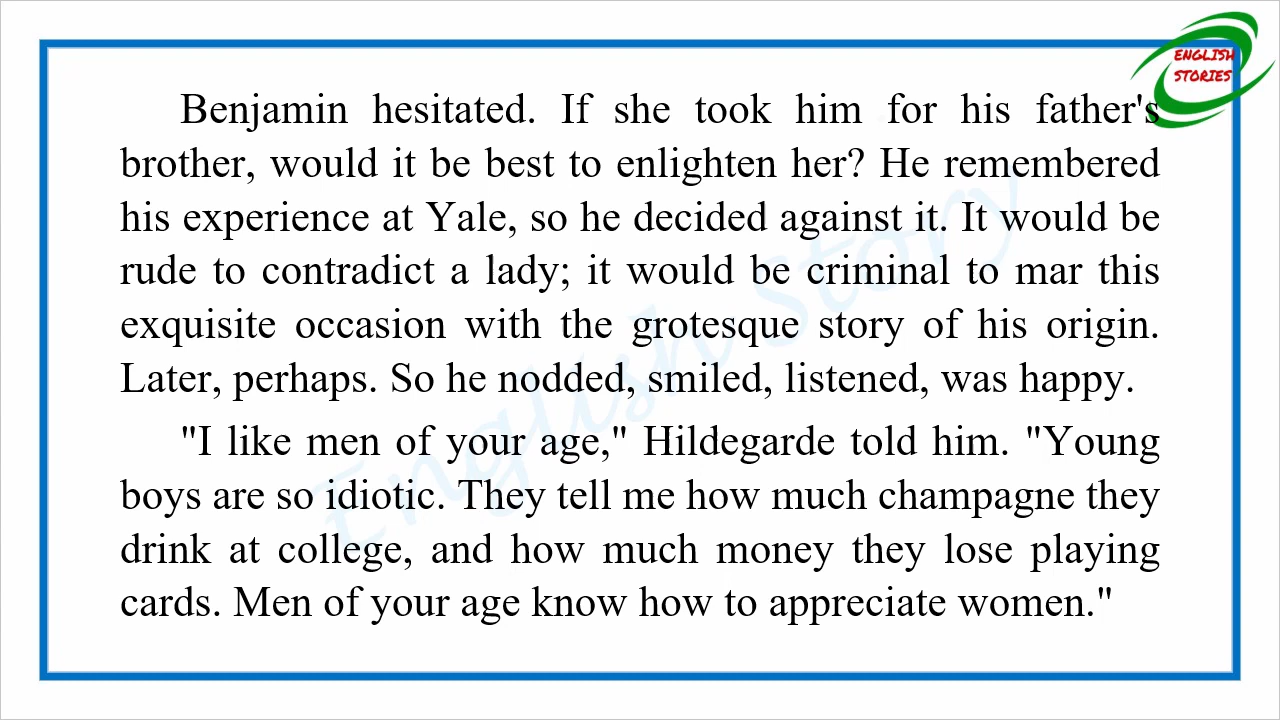 ENGLISH
STORIES
Benjamin hesitated. If she took him for his father's
brother, would it be best to enlighten her? He remembered
his experience at Yale, so he decided against it. It would be
rude to contradict a lady; it would be criminal to mar this
exquisite occasion with the grotesque story of his origin.
Later, perhaps. So he nodded, smiled, listened, was happy.
"I like men of your age," Hildegarde told him. "Young
boys are so idiotic. They tell me how much champagne they
drink at college, and how much money they lose playing
cards. Men of your age know how to appreciate women."
English Story